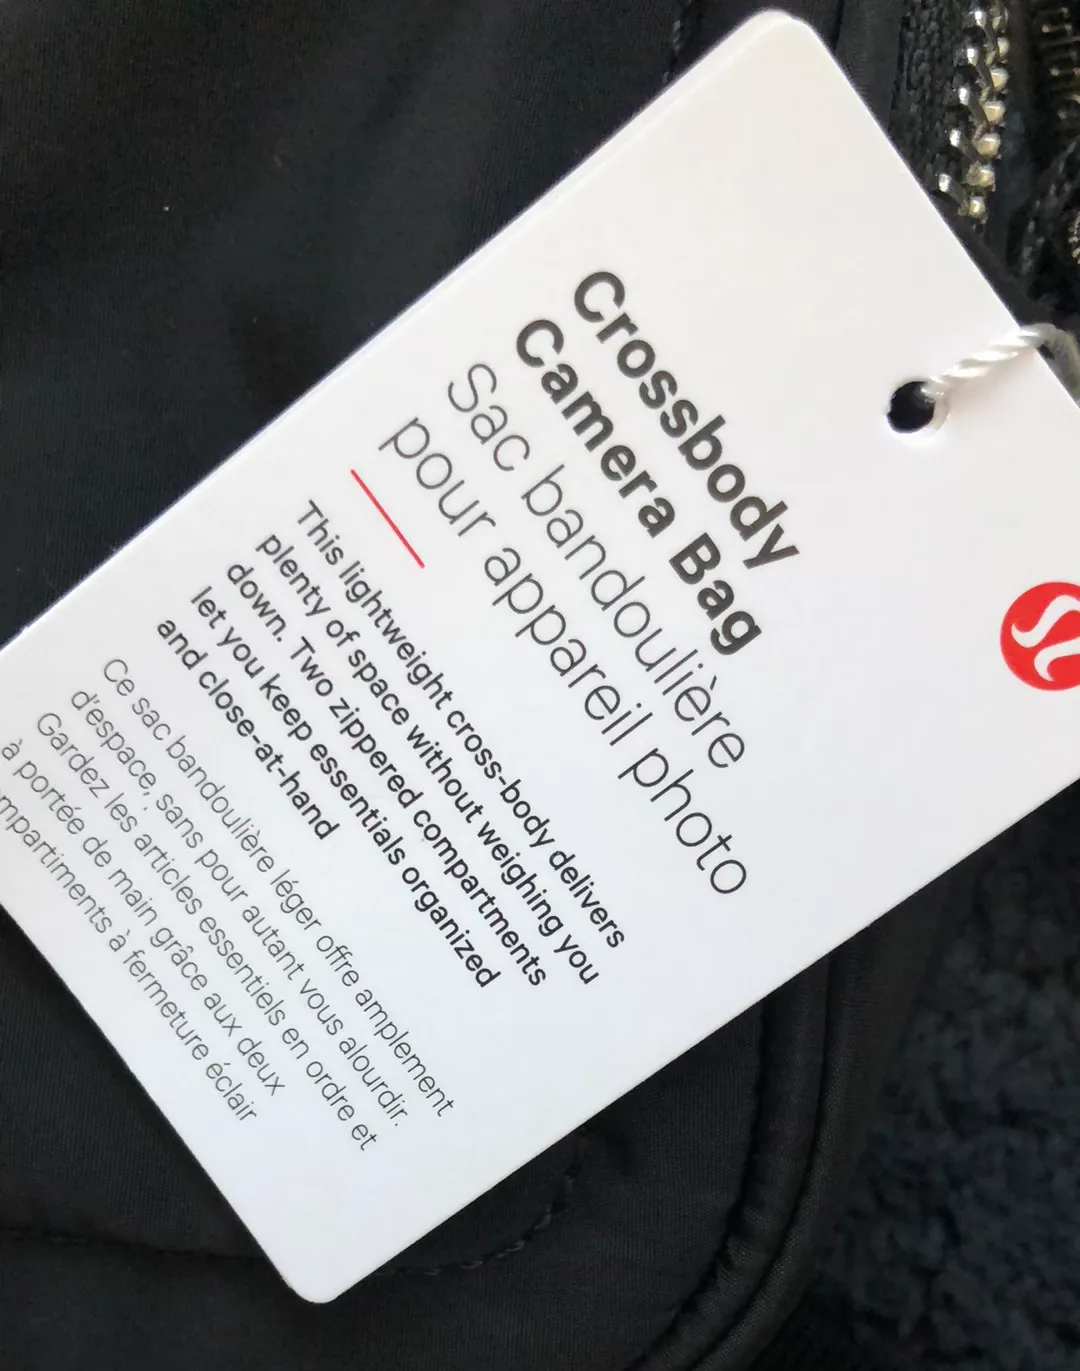 Crossbody
Camera Bag
Sac bandoulière
pour appareil photo
This lightweight cross-body delivers
plenty of space without weighing you
down. Two zippered compartments
let you keep essentials organized
and close-at-hand
Ce sac bandoulière léger offre amplement
d'espace, sans pour autant vous alourdir.
Gardez les articles essentiels en ordre et
à portée de main grâce aux deux
mpartiments à fermeture éclair